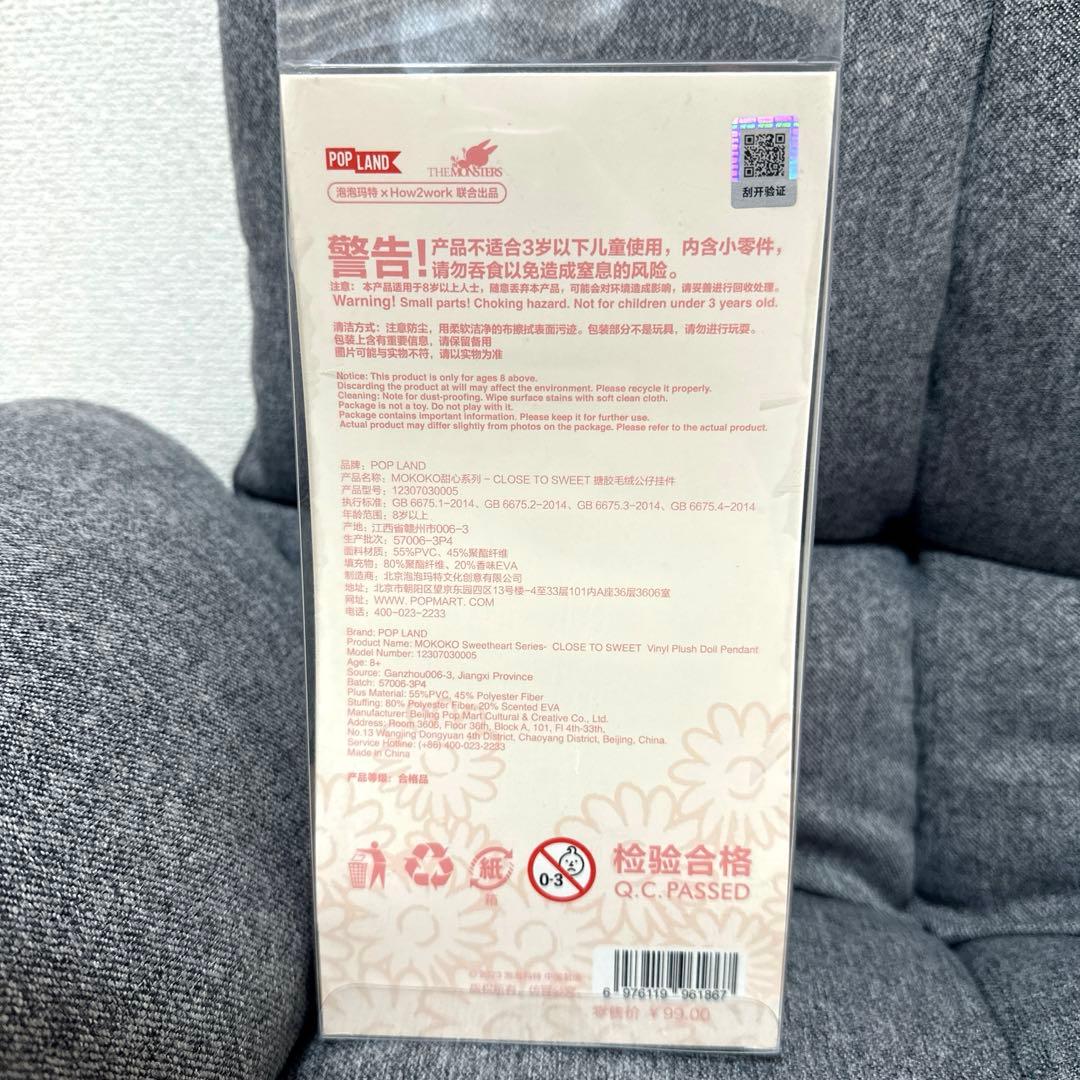 POP LAND
THE MONSTERS
泡泡玛特 × How2work 联合出品
刮开验证
警告! 产品不适合3岁以下儿童使用，内含小零件，
请勿吞食以免造成窒息的风险。
注意：本产品适用于8岁以上人士，随意丢弃本产品，可能会对环境造成影响，请妥善进行回收处理。
Warning! Small parts! Choking hazard. Not for children under 3 years old.
清洁方式：注意防尘，用柔软洁净的布擦拭表面污迹。包装部分不是玩具，请勿进行玩耍。
包装上含有重要信息，请保留备用
图片可能与实物不符，请以实物为准
Notice: This product is only for ages 8 above.
Discarding the product at will may affect the environment. Please recycle it properly.
Cleaning: Note for dust-proofing. Wipe surface stains with soft clean cloth.
Package is not a toy. Do not play with it.
Package contains important information. Please keep it for further use.
Actual product may differ slightly from photos on the package. Please refer to the actual product.
品牌：POP LAND
产品名称：MOKOKO甜心系列 - CLOSE TO SWEET 搪胶毛绒公仔挂件
产品型号：12307030005
执行标准：GB 6675.1-2014、GB 6675.2-2014、GB 6675.3-2014、GB 6675.4-2014
年龄范围：8岁以上
产地：江西省赣州市006-3
生产批次：57006-3P4
面料材质：55%PVC、45%聚酯纤维
填充物：80%聚酯纤维、20%香味EVA
制造商：北京泡泡玛特文化创意有限公司
地址：北京市朝阳区望京东园四区13号楼-4至33层101内A座36层3606室
网址：WWW. POPMART. COM
电话：400-023-2233
Brand: POP LAND
Product Name: MOKOKO Sweetheart Series- CLOSE TO SWEET Vinyl Plush Doll Pendant
Model Number: 12307030005
Age: 8+
Source: Ganzhou006-3, Jiangxi Province
Batch: 57006-3P4
Plus Material: 55%PVC, 45% Polyester Fiber
Stuffing: 80% Polyester Fiber, 20% Scented EVA
Manufacturer: Beijing Pop Mart Cultural & Creative Co., Ltd.
Address: Room 3606, Floor 36th, Block A, 101, Fl 4th-33th,
No.13 Wangjing Dongyuan 4th District, Chaoyang District, Beijing, China.
Service Hotline: (+86) 400-023-2233
Made in China
产品等级：合格品
紙
箱
0-3
检验合格
Q.C. PASSED
6 976119 961867
零售价 ¥99.00